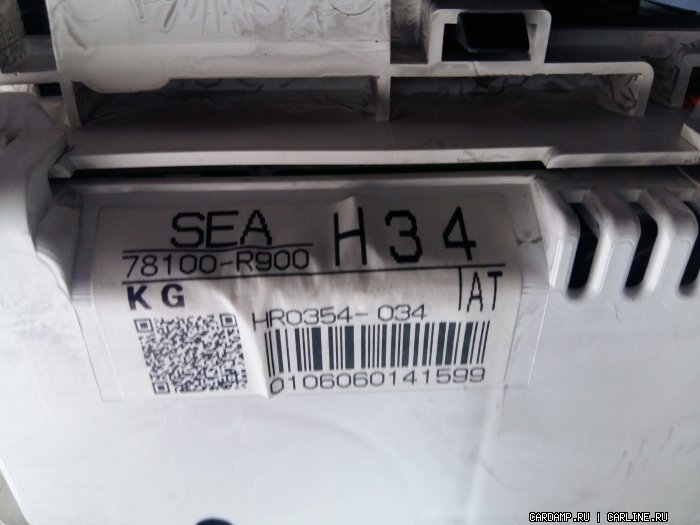 SEA H34
78100-R900
KG AT
HR0354-034
0106060141599
CARDAMP.RU | CARLINE.RU